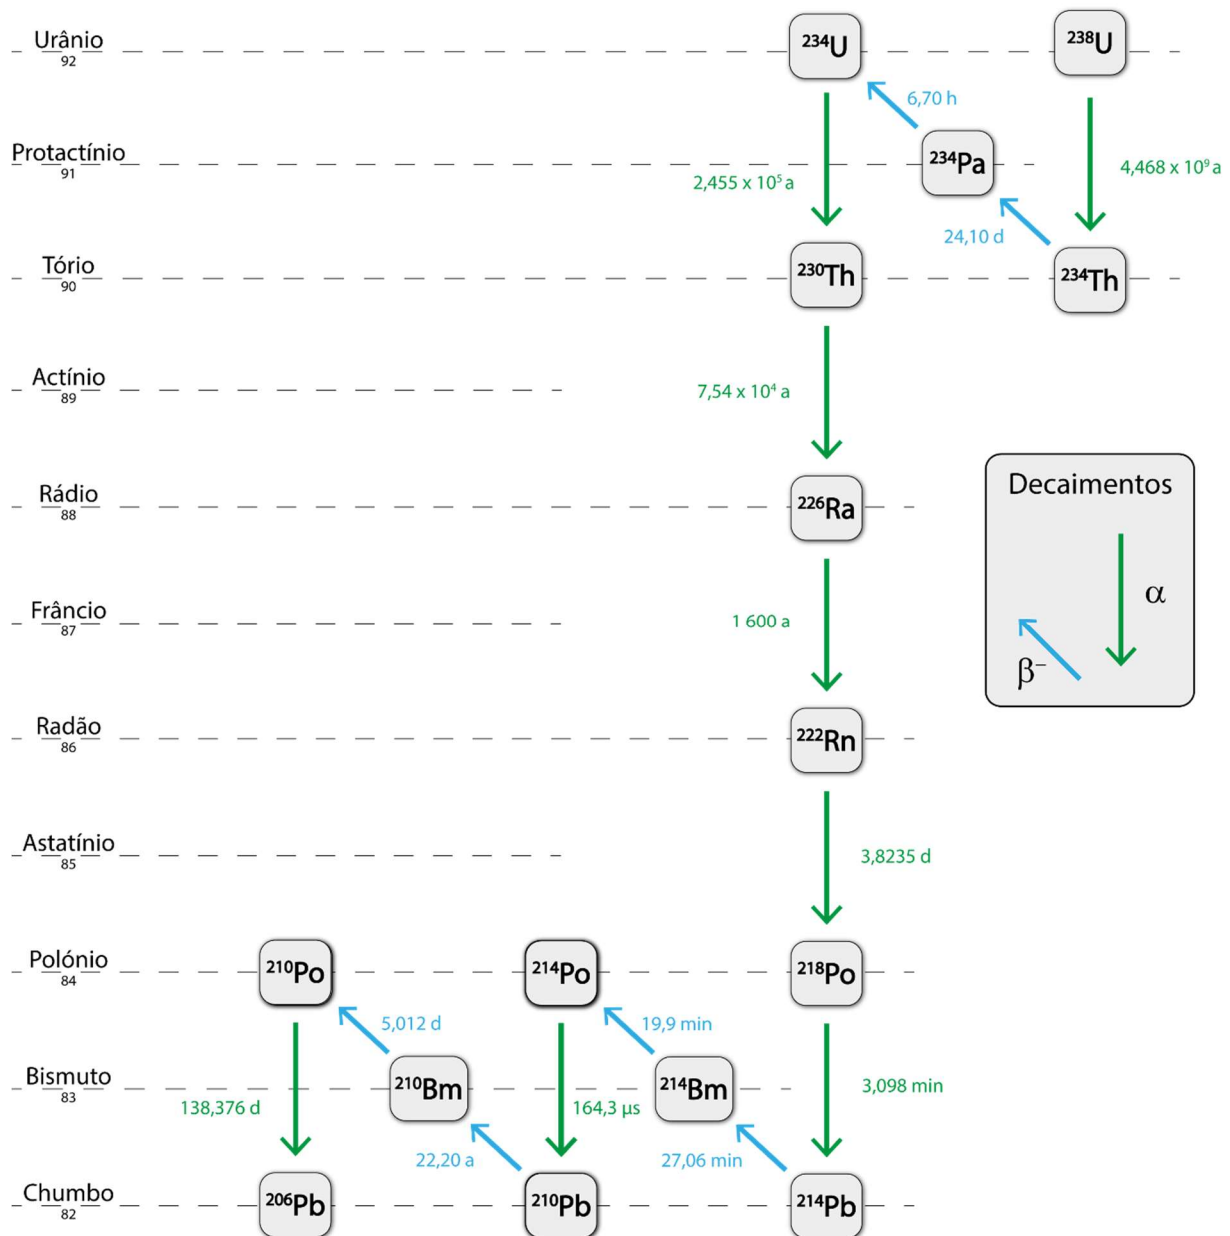 Urânio
92
²³⁴U
²³⁸U
6,70 h
Protactínio
91
²³⁴Pa
2,455 x 10⁵ a
4,468 x 10⁹ a
24,10 d
Tório
90
²³⁰Th
²³⁴Th
Actínio
89
7,54 x 10⁴ a
Decaimentos
α
β⁻
Rádio
88
²²⁶Ra
Frâncio
87
1 600 a
Radão
86
²²²Rn
Astatínio
85
3,8235 d
Polónio
84
²¹⁰Po
²¹⁴Po
²¹⁸Po
5,012 d
19,9 min
Bismuto
83
²¹⁰Bm
²¹⁴Bm
138,376 d
164,3 µs
3,098 min
22,20 a
27,06 min
Chumbo
82
²⁰⁶Pb
²¹⁰Pb
²¹⁴Pb